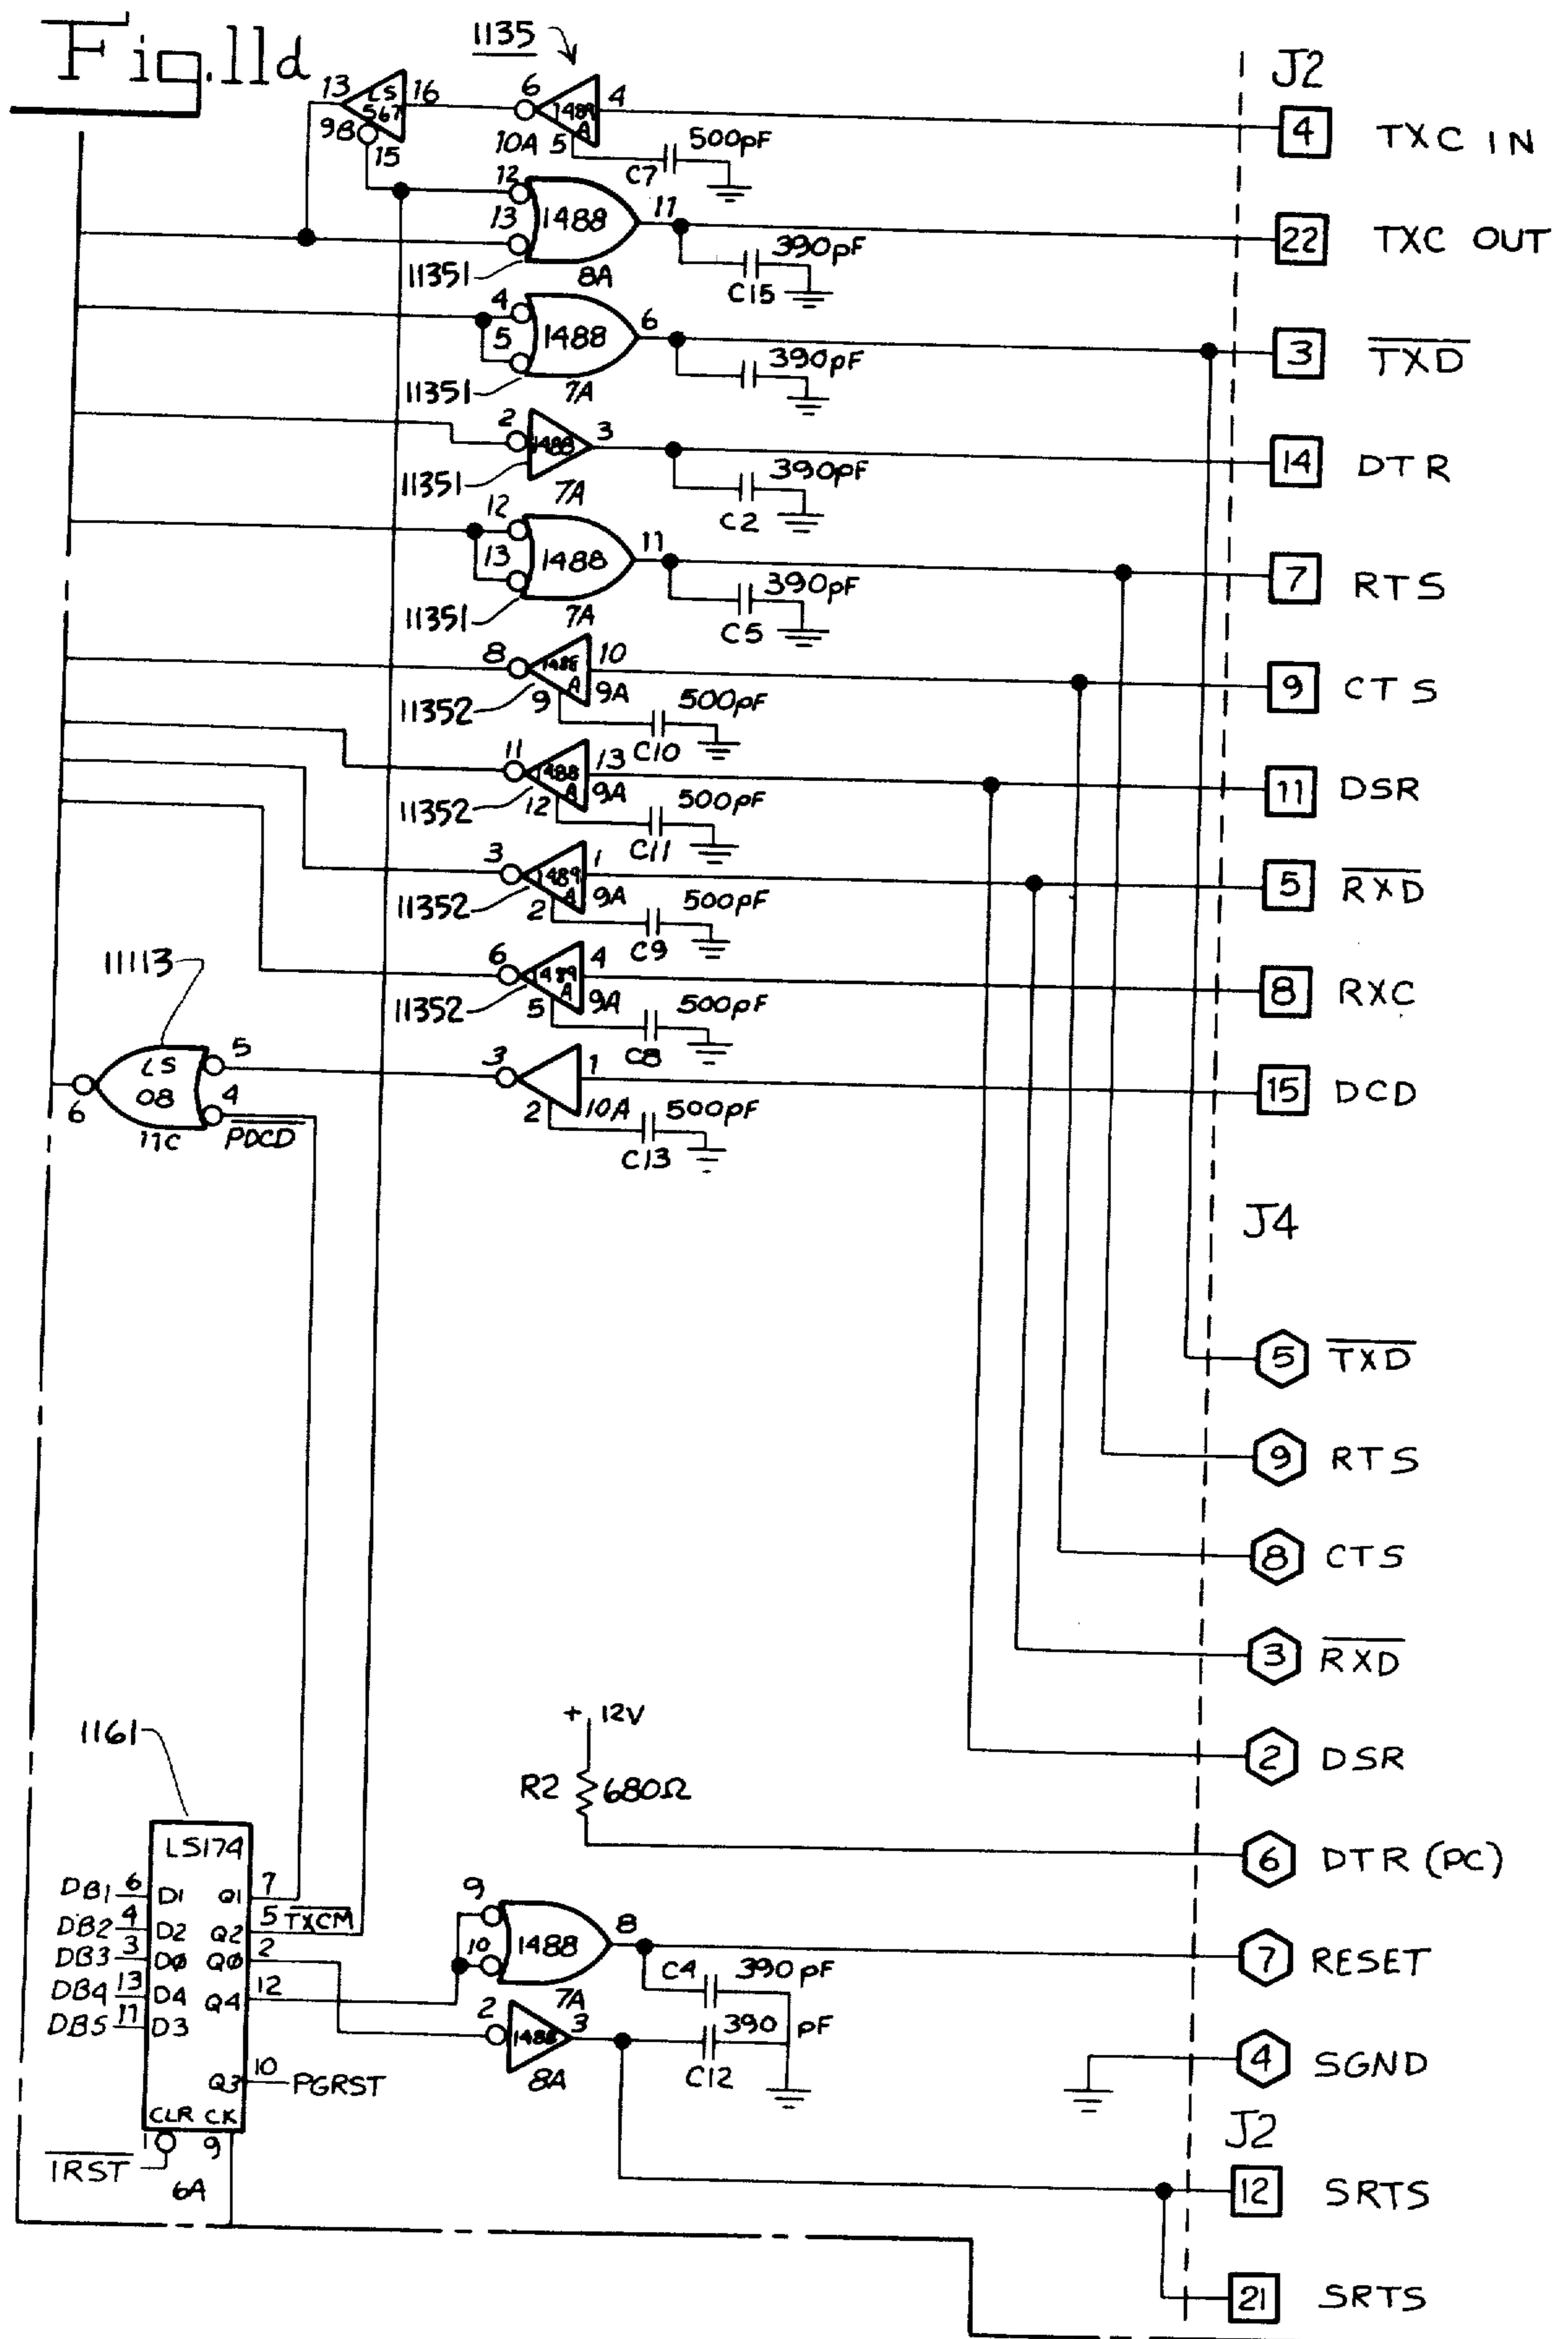 Fig.11d
1135
J2
13 LS 567 16 6 1489 A 4
4 TXC IN
9B 15 10A 5 500pF
C7
12 13 1488 11
22 TXC OUT
11351 8A 390pF
C15
4 5 1488 6
3 TXD
11351 7A 390pF
2 1488 3
14 DTR
11351 7A 390pF
C2
12 13 1488 11
7 RTS
11351 7A 390pF
C5
8 A 10
9 CTS
11352 9 9A 500pF
C10
11 1488 A 13
11 DSR
11352 12 9A 500pF
C11
3 1489 A 1
5 RXD
11352 2 9A 500pF
C9
6 1489 A 4
8 RXC
11352 5 9A 500pF
C8
11113
LS 08 5 3 1
15 DCD
6 4 2 10A 500pF
11C PDCD
C13
J4
5 TXD
9 RTS
8 CTS
3 RXD
2 DSR
+12V
R2 680Ω
6 DTR (PC)
1161
LS174
DB1 6 D1 Q1 7
DB2 4 D2 Q2 5 TXCM
DB3 3 DØ QØ 2
DB4 13 D4 Q4 12
DB5 11 D3
Q3 10 PGRST
CLR CK
1 9
IRST
6A
9 10 1488 8
7 RESET
7A C4 390pF
2 1488 3 390 pF
8A C12
4 SGND
J2
12 SRTS
21 SRTS